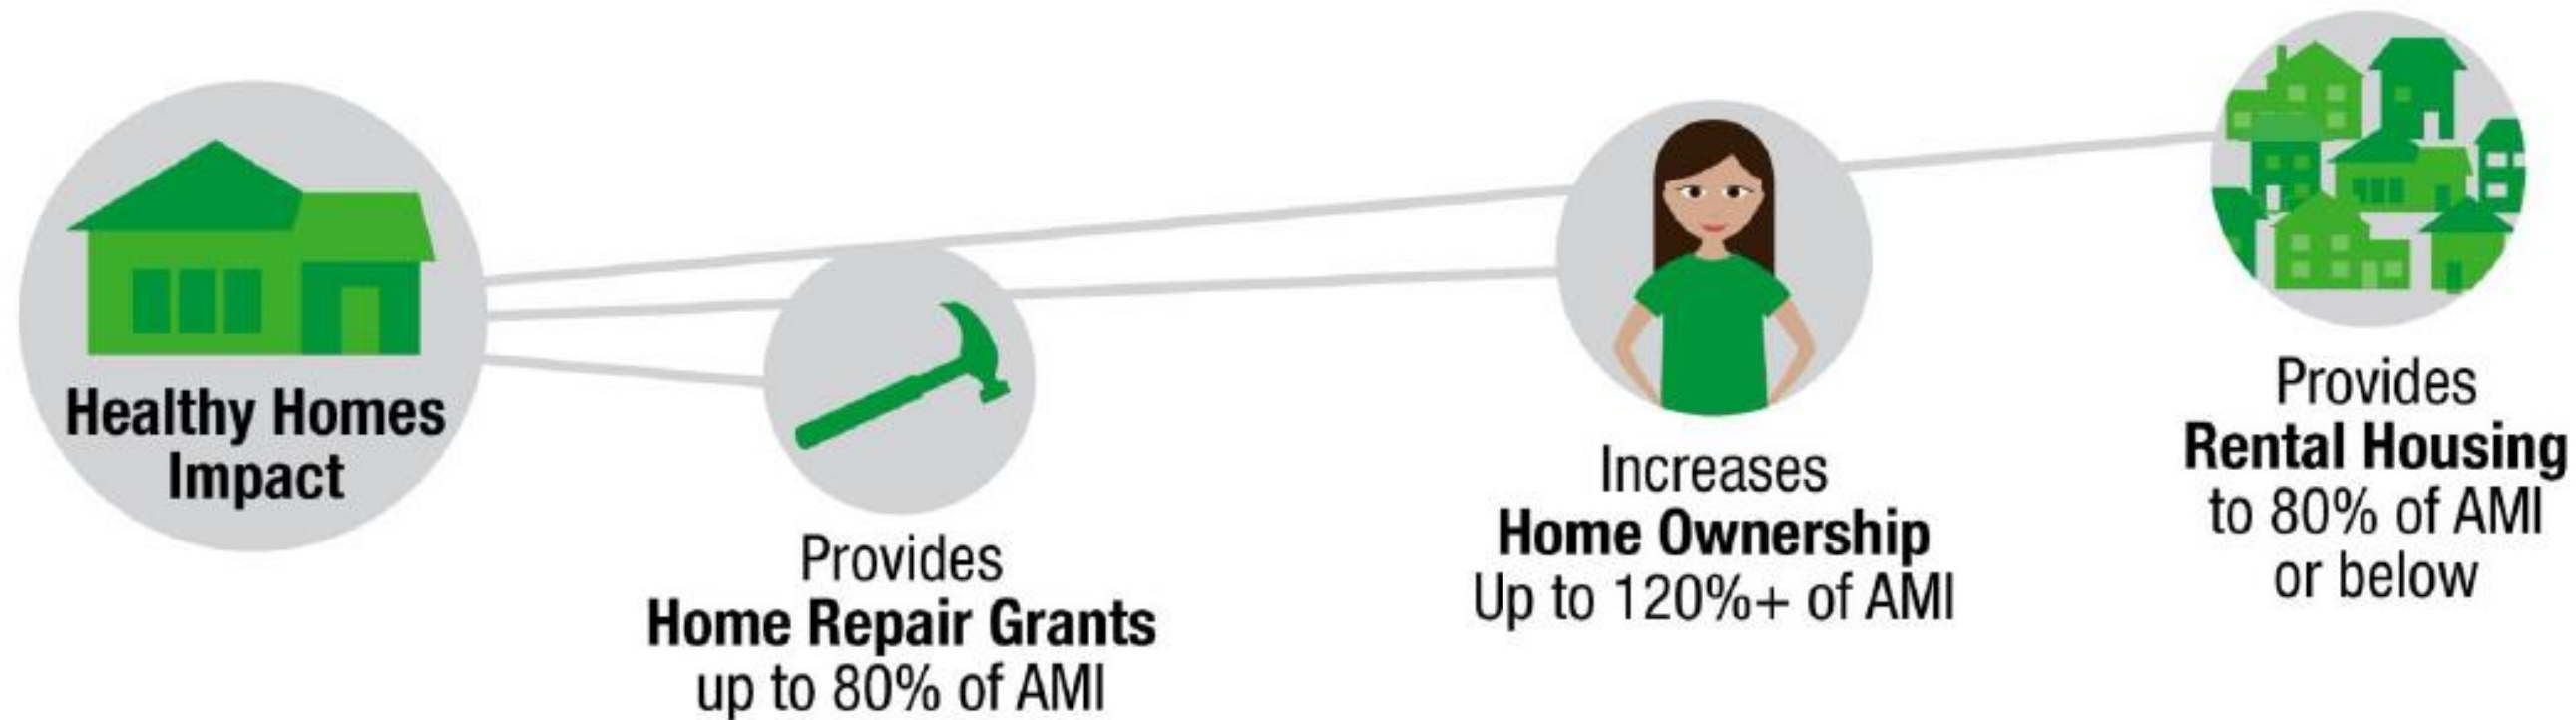 Healthy Homes
Impact
Provides
Home Repair Grants
up to 80% of AMI
Increases
Home Ownership
Up to 120%+ of AMI
Provides
Rental Housing
to 80% of AMI
or below